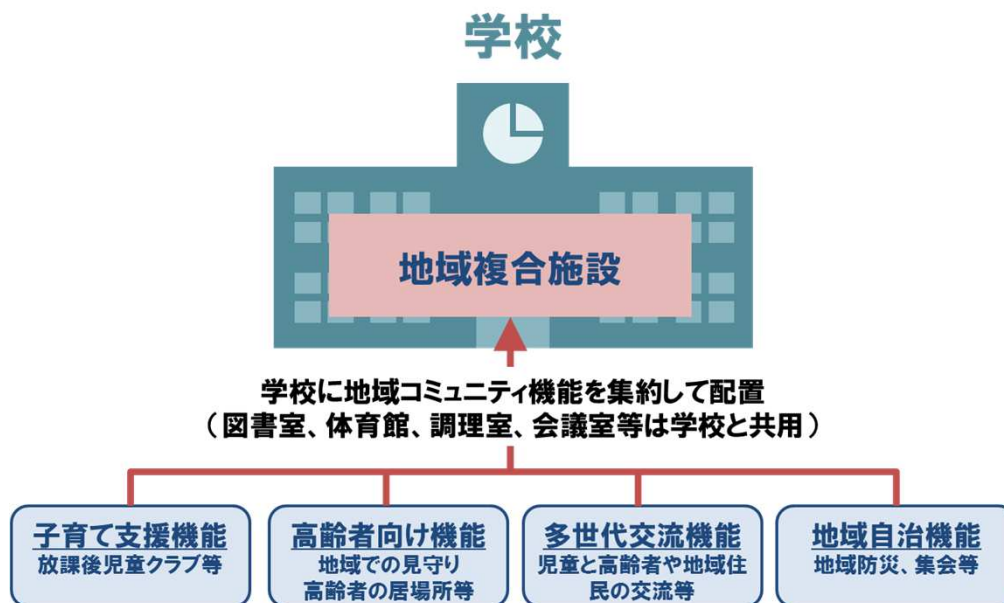 学校
地域複合施設
学校に地域コミュニティ機能を集約して配置
（図書室、体育館、調理室、会議室等は学校と共用）
子育て支援機能
放課後児童クラブ等
高齢者向け機能
地域での見守り
高齢者の居場所等
多世代交流機能
児童と高齢者や地域住
民の交流等
地域自治機能
地域防災、集会等